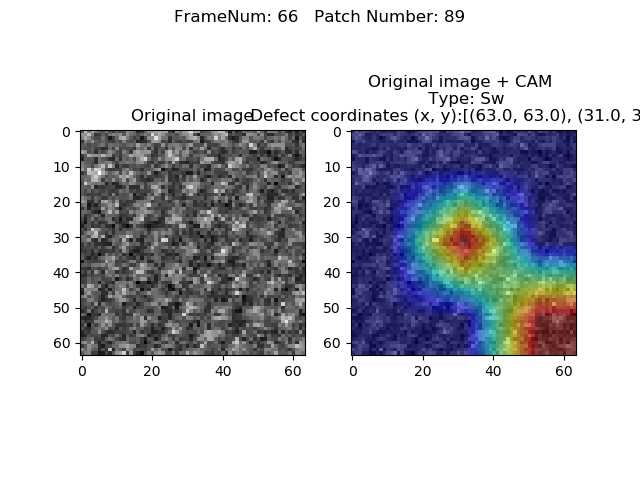 FrameNum: 66   Patch Number: 89
Original image + CAM
Type: Sw
Original image
Defect coordinates (x, y):[(63.0, 63.0), (31.0, 3
0
10
20
30
40
50
60
0 20 40 60
0
10
20
30
40
50
60
0 20 40 60